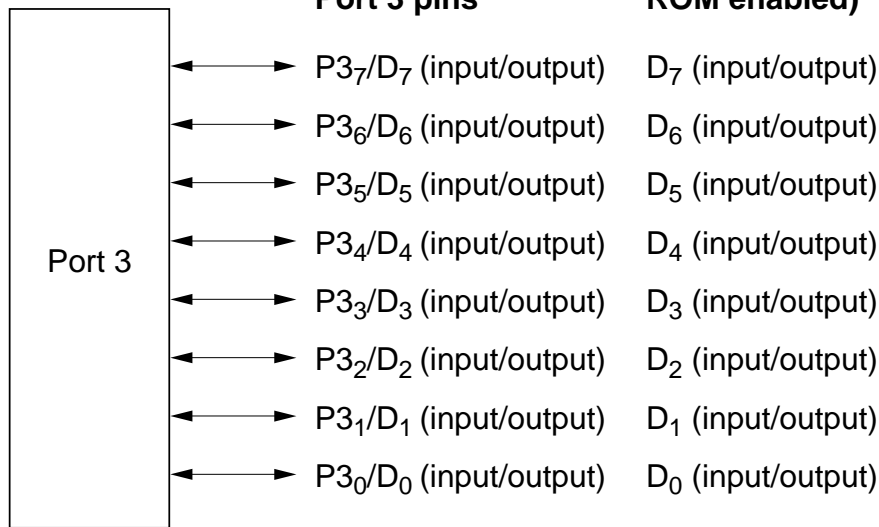 Port 3 pins ROM enabled)
P3₇/D₇ (input/output) D₇ (input/output)
P3₆/D₆ (input/output) D₆ (input/output)
P3₅/D₅ (input/output) D₅ (input/output)
P3₄/D₄ (input/output) D₄ (input/output)
Port 3
P3₃/D₃ (input/output) D₃ (input/output)
P3₂/D₂ (input/output) D₂ (input/output)
P3₁/D₁ (input/output) D₁ (input/output)
P3₀/D₀ (input/output) D₀ (input/output)